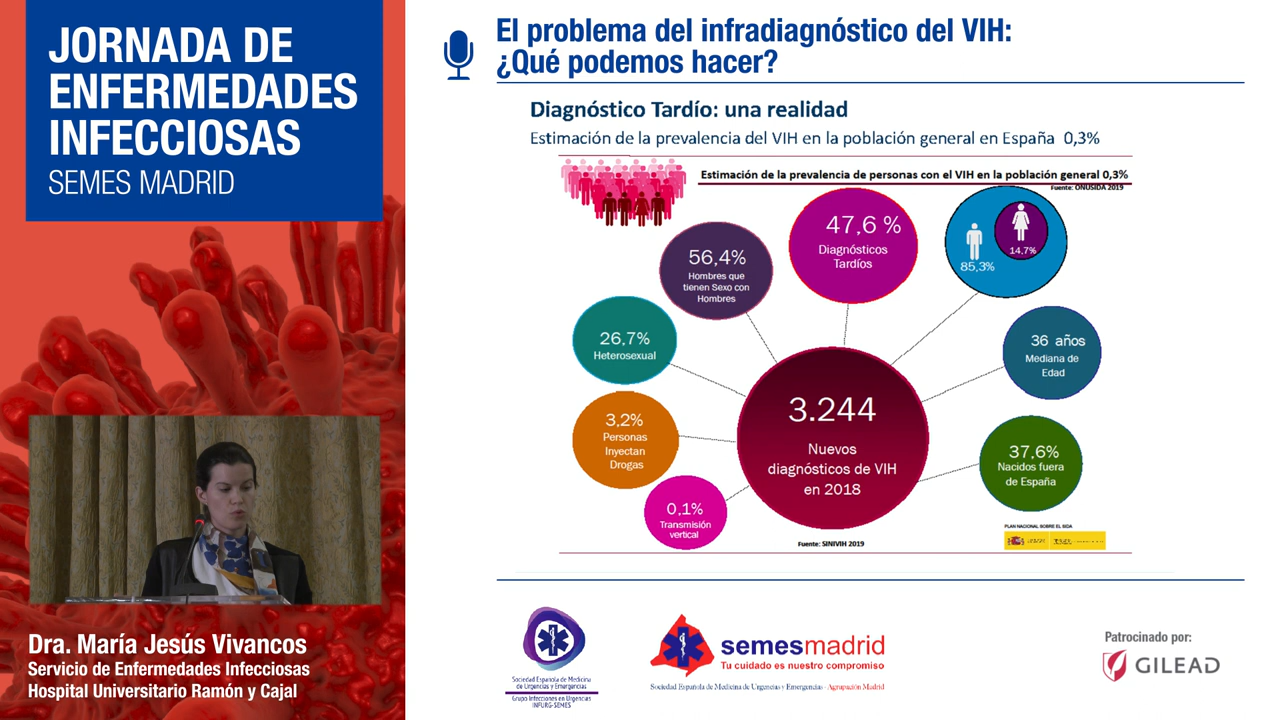 JORNADA DE
ENFERMEDADES
INFECCIOSAS
SEMES MADRID
Dra. María Jesús Vivancos
Servicio de Enfermedades Infecciosas
Hospital Universitario Ramón y Cajal
El problema del infradiagnóstico del VIH:
¿Qué podemos hacer?
Diagnóstico Tardío: una realidad
Estimación de la prevalencia del VIH en la población general en España 0,3%
Estimación de la prevalencia de personas con el VIH en la población general 0,3%
Fuente: ONUSIDA 2019
47,6 %
Diagnósticos
Tardíos
56,4%
Hombres que
tienen Sexo con
Hombres
14.7%
85,3%
26,7%
Heterosexual
36 años
Mediana de
Edad
3,2%
Personas
Inyectan
Drogas
3.244
Nuevos
diagnósticos de VIH
en 2018
37,6%
Nacidos fuera
de España
0,1%
Transmisión
vertical
PLAN NACIONAL SOBRE EL SIDA
Fuente: SINIVIH 2019
Sociedad Española de Medicina
de Urgencias y Emergencias
Grupo Infecciones en Urgencias
INFURG-SEMES
semesmadrid
Tu cuidado es nuestro compromiso
Sociedad Española de Medicina de Urgencias y Emergencias - Agrupación Madrid
Patrocinado por:
GILEAD